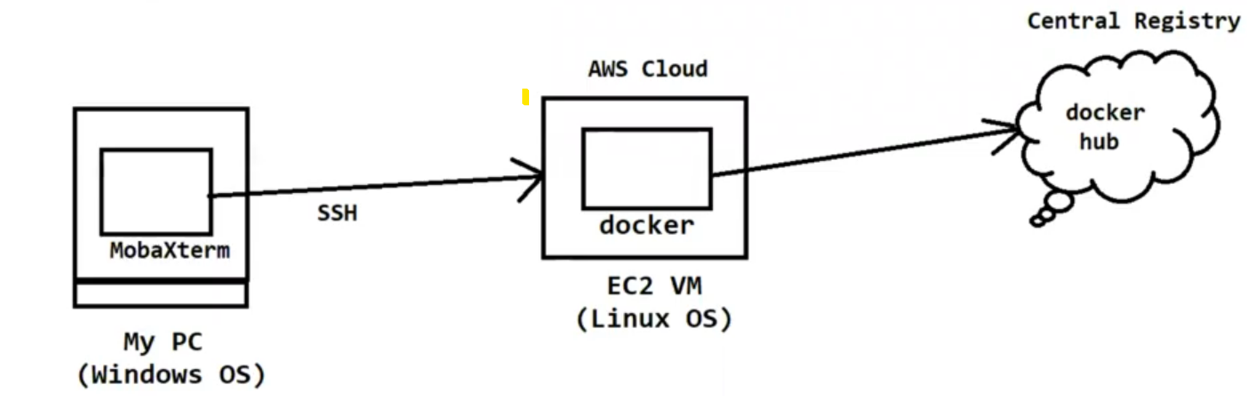 Central Registry
AWS Cloud
docker
hub
SSH
docker
MobaXterm
EC2 VM
(Linux OS)
My PC
(Windows OS)